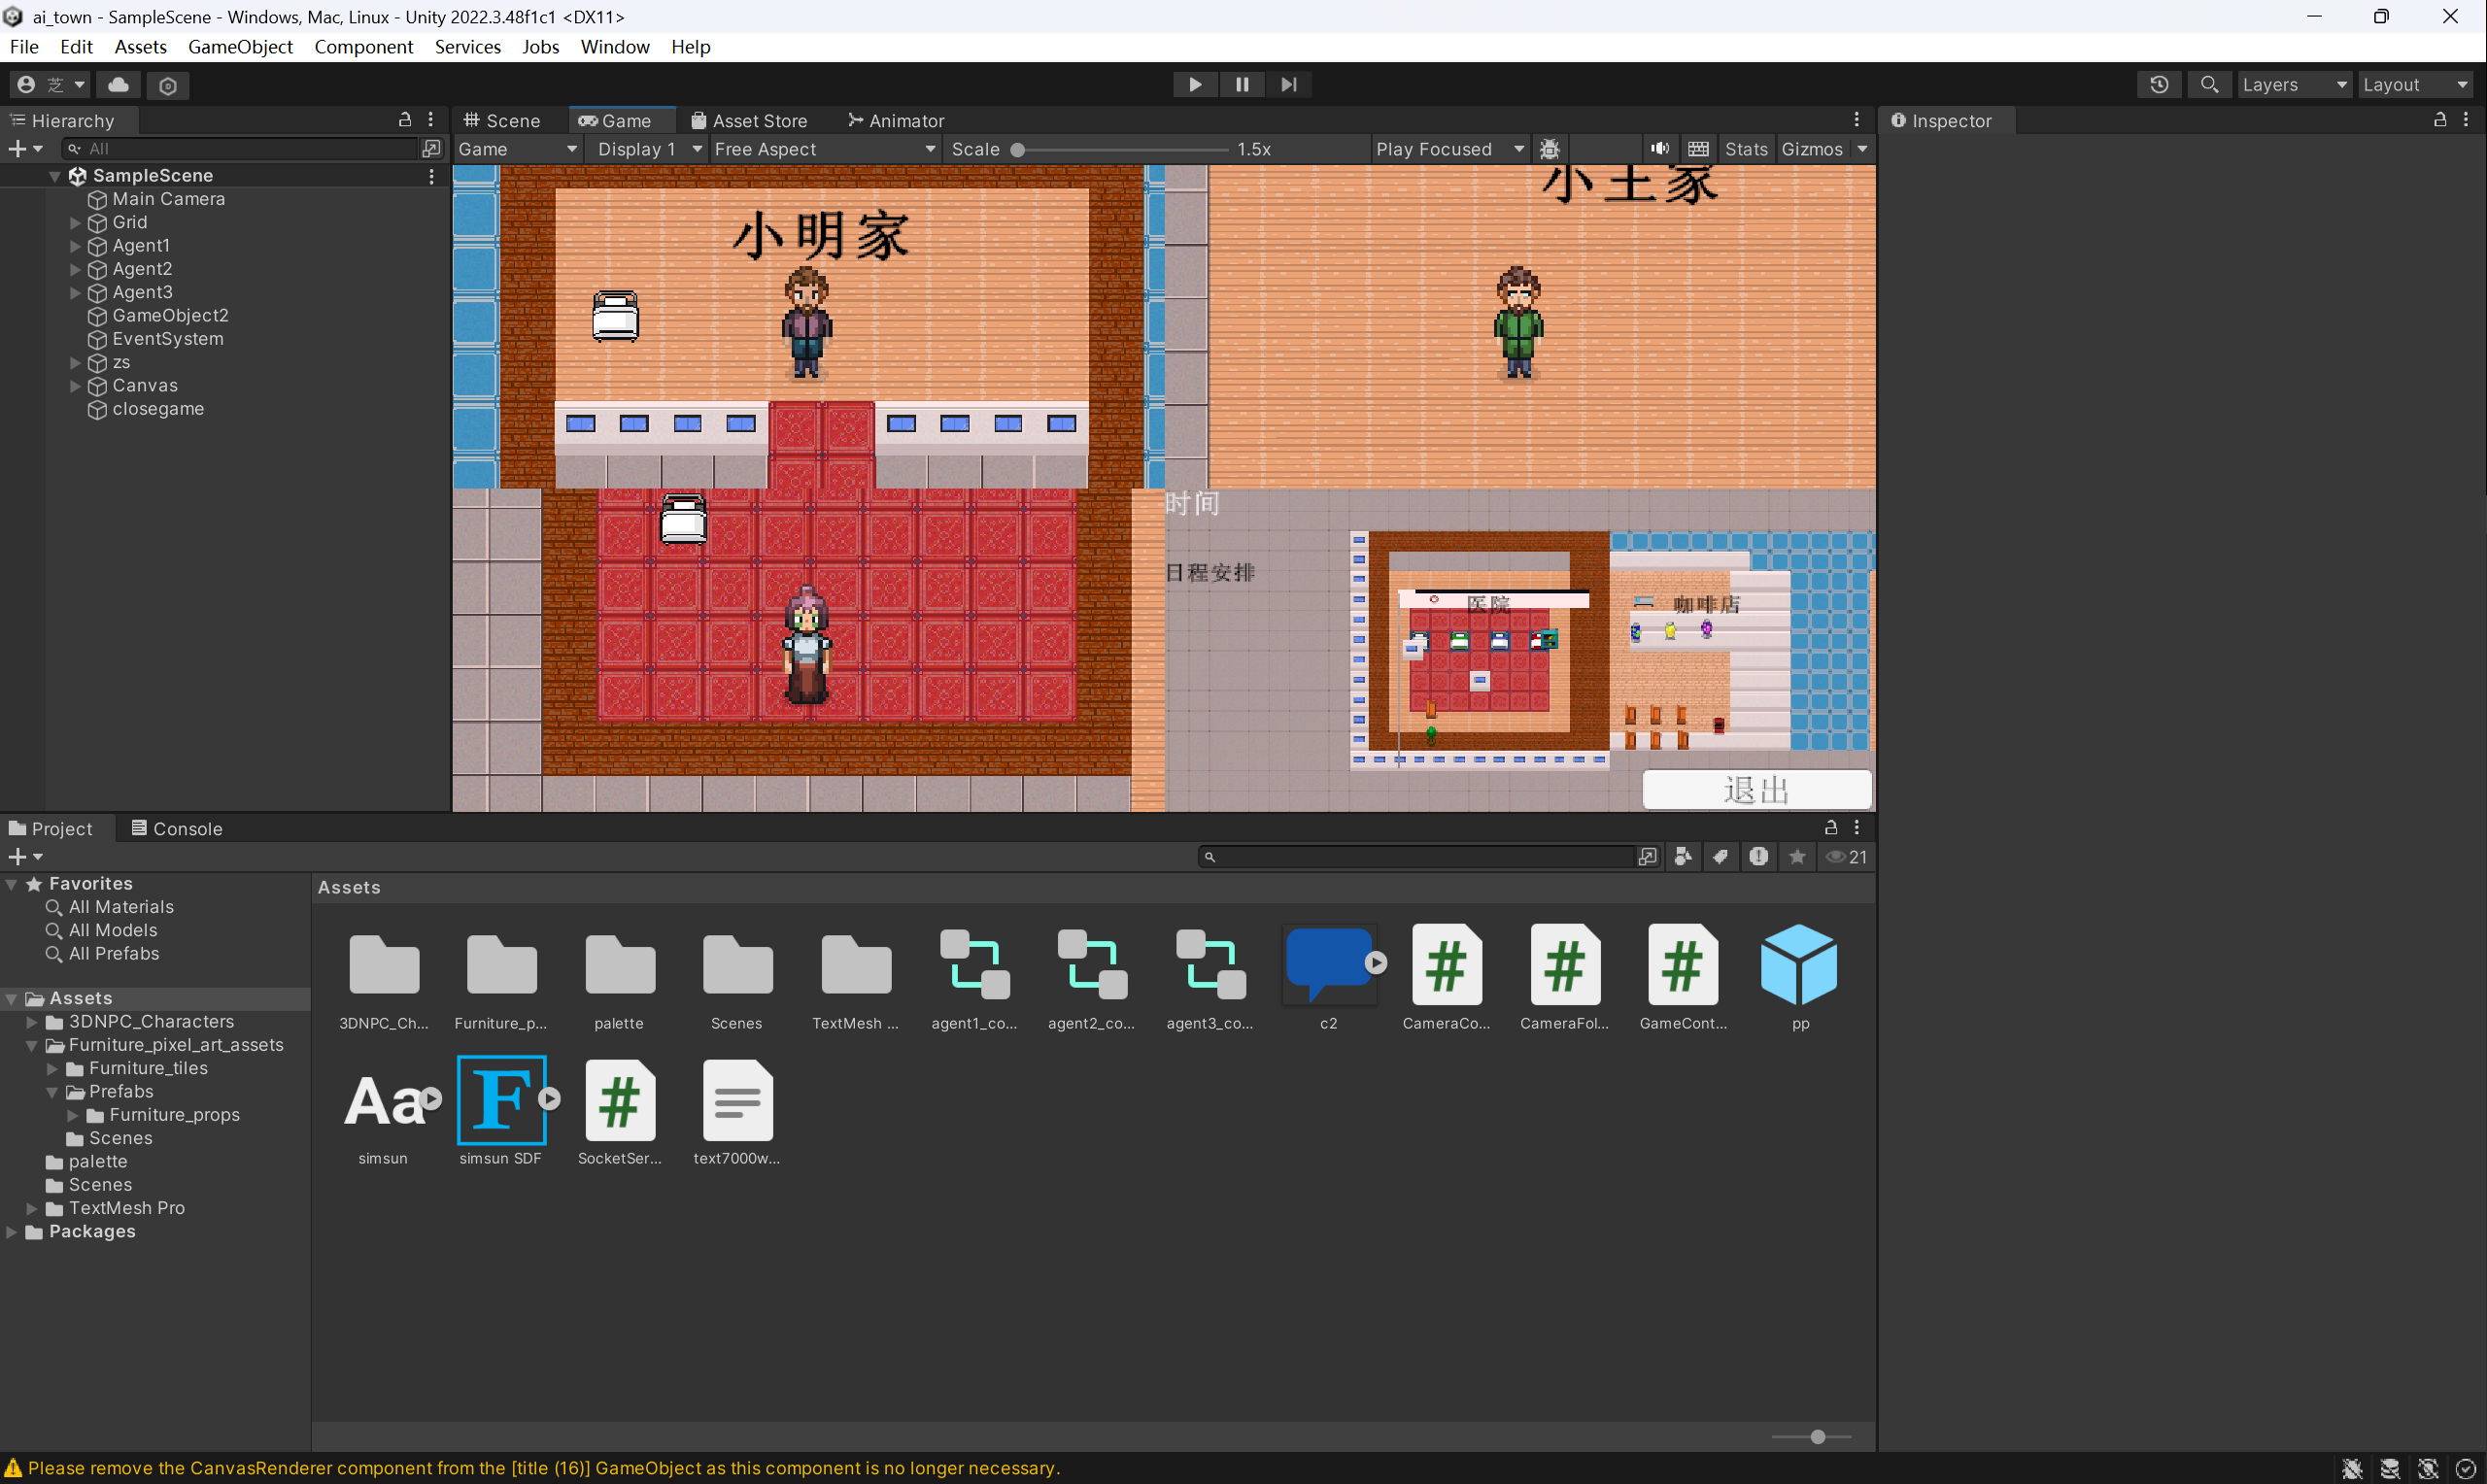 ai_town - SampleScene - Windows, Mac, Linux - Unity 2022.3.48f1c1 <DX11>
File Edit Assets GameObject Component Services Jobs Window Help
芝 Layers Layout
Hierarchy
All
SampleScene
Main Camera
Grid
Agent1
Agent2
Agent3
GameObject2
EventSystem
zs
Canvas
closegame
Scene Game Asset Store Animator
Game Display 1 Free Aspect Scale 1.5x Play Focused Stats Gizmos
小明家
小王家
时间
日程安排
医院
咖啡店
退出
Inspector
Project Console
21
Favorites
All Materials
All Models
All Prefabs
Assets
3DNPC_Characters
Furniture_pixel_art_assets
Furniture_tiles
Prefabs
Furniture_props
Scenes
palette
Scenes
TextMesh Pro
Packages
Assets
3DNPC_Ch... Furniture_p... palette Scenes TextMesh ... agent1_co... agent2_co... agent3_co... c2 CameraCo... CameraFol... GameCont... pp
Aa F # 
simsun simsun SDF SocketSer... text7000w...
Please remove the CanvasRenderer component from the [title (16)] GameObject as this component is no longer necessary.